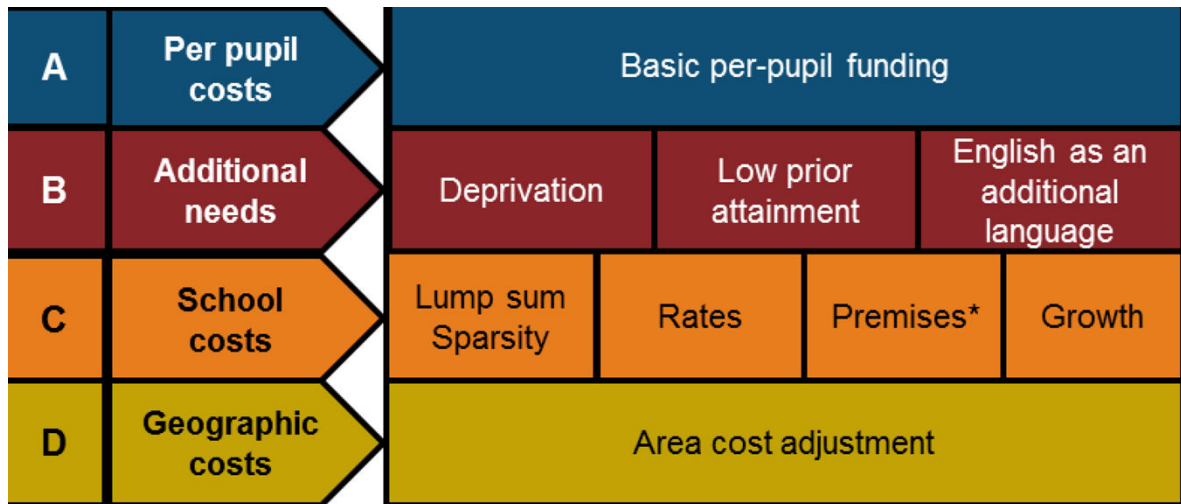 A
Per pupil
costs
Basic per-pupil funding
B
Additional
needs
Deprivation
Low prior
attainment
English as an
additional
language
C
School
costs
Lump sum
Sparsity
Rates
Premises*
Growth
D
Geographic
costs
Area cost adjustment